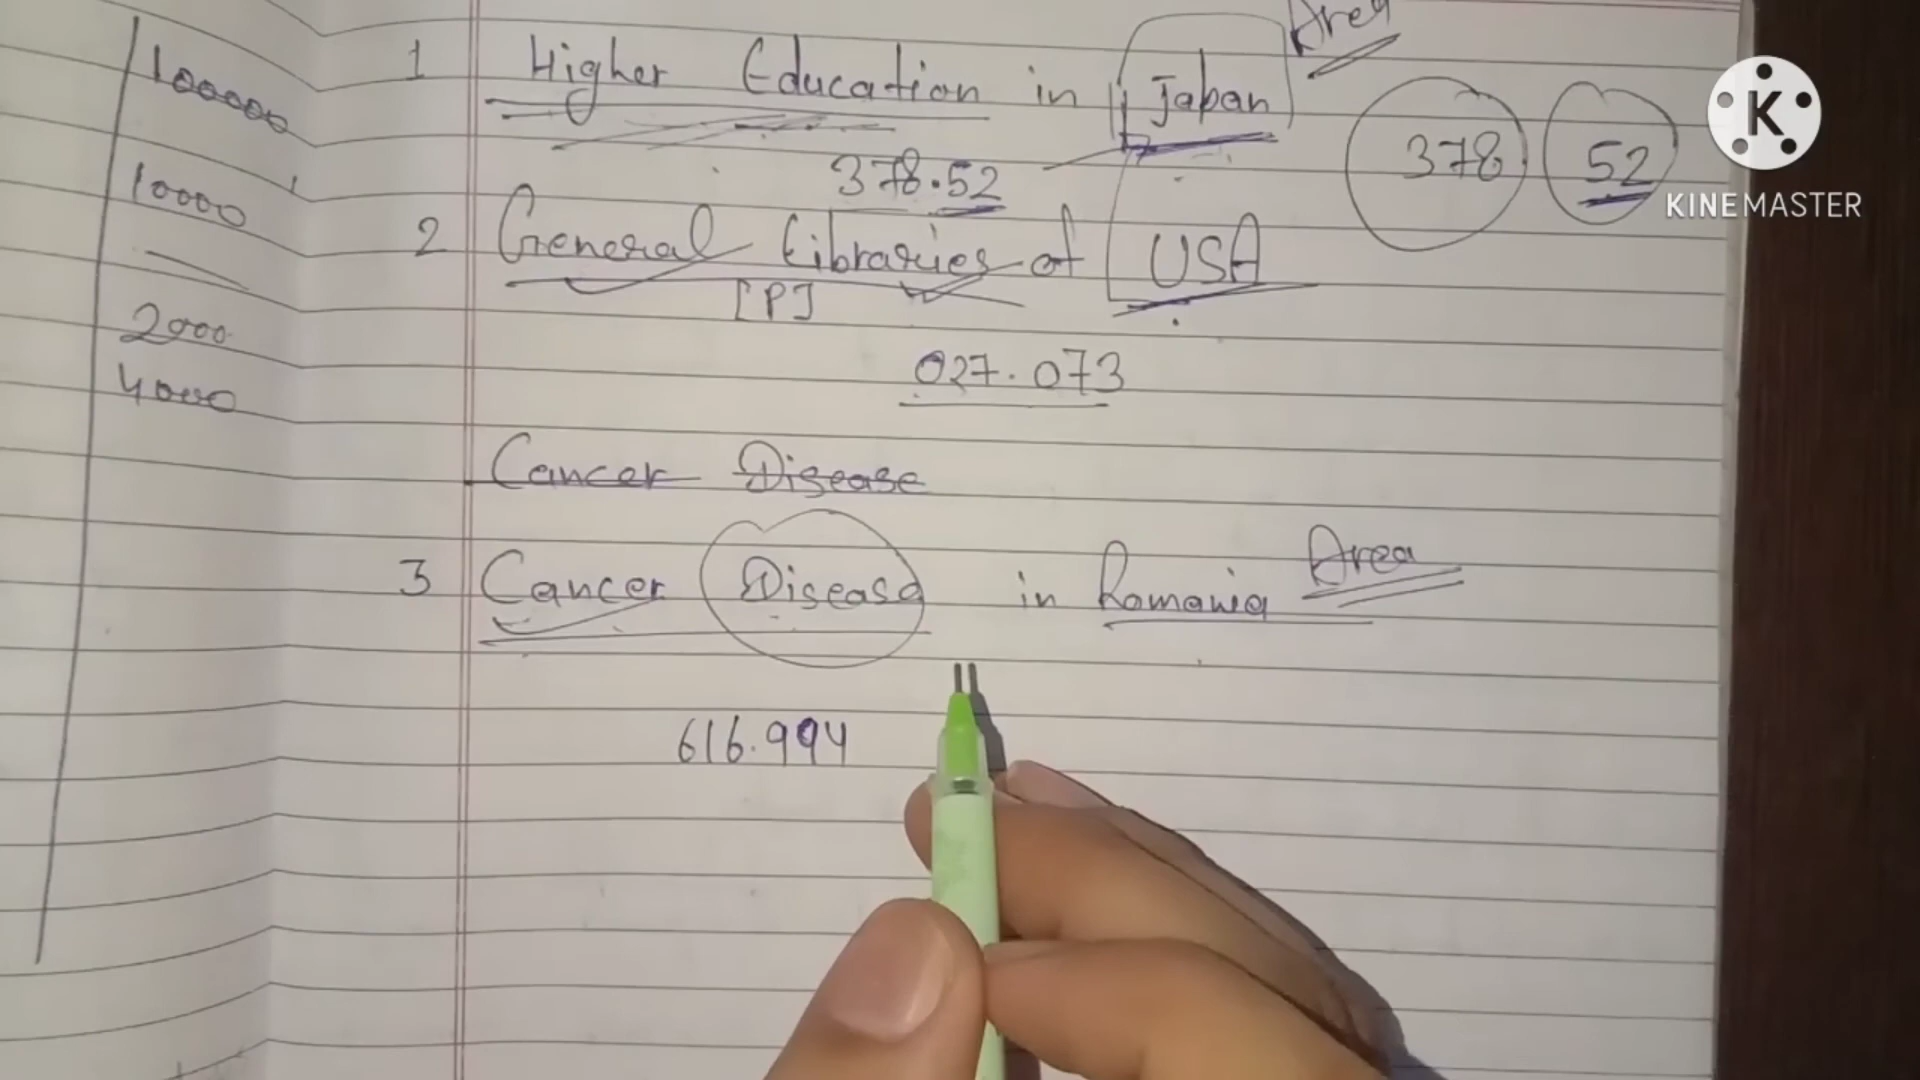 100000
10000
2000
4000
Area
1 Higher Education in Japan
378 52
378.52
2 General Libraries of USA
[P]
027.073
Cancer Disease
3 Cancer Disease in Romania Area
616.994
K
KINEMASTER